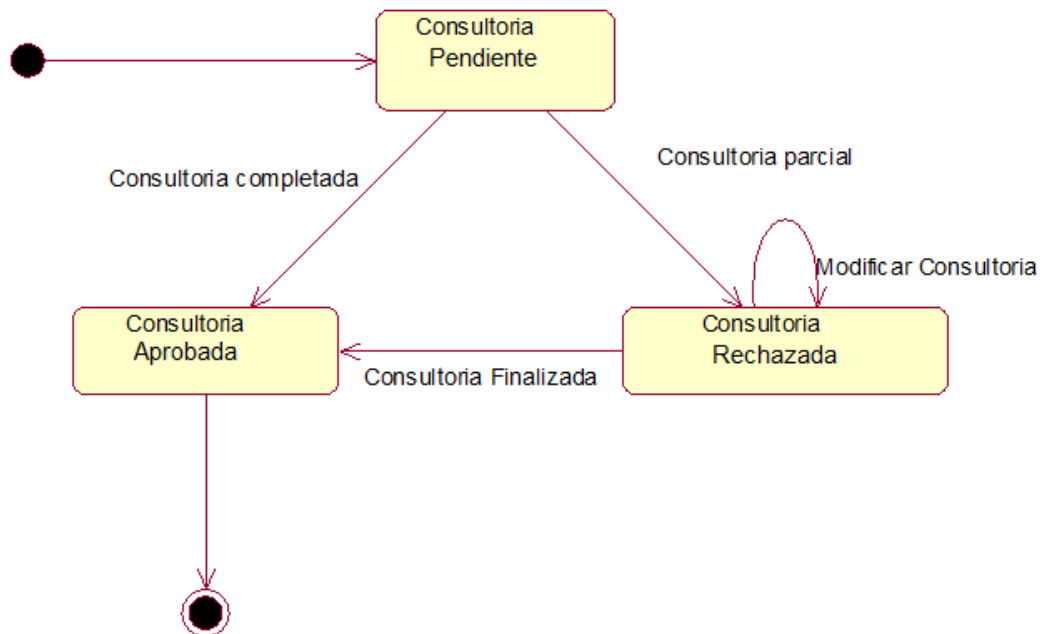 Consultoria
Pendiente
Consultoria parcial
Consultoria completada
Modificar Consultoria
Consultoria
Aprobada
Consultoria
Rechazada
Consultoria Finalizada